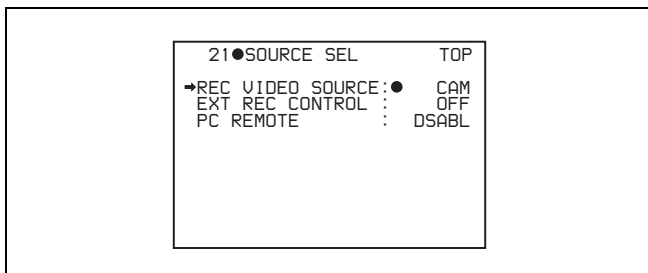 21●SOURCE SEL TOP
➡REC VIDEO SOURCE:● CAM
EXT REC CONTROL : OFF
PC REMOTE : DSABL